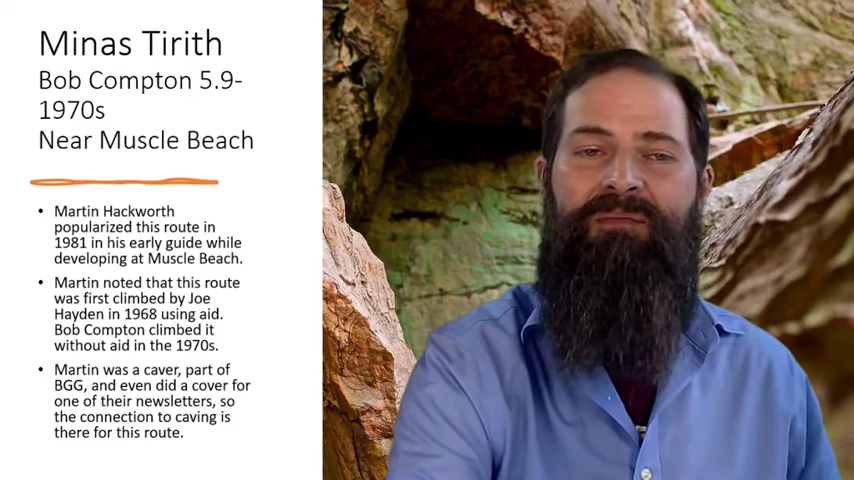 Minas Tirith
Bob Compton 5.9-
1970s
Near Muscle Beach
• Martin Hackworth
popularized this route in
1981 in his early guide while
developing at Muscle Beach.
• Martin noted that this route
was first climbed by Joe
Hayden in 1968 using aid.
Bob Compton climbed it
without aid in the 1970s.
• Martin was a caver, part of
BGG, and even did a cover for
one of their newsletters, so
the connection to caving is
there for this route.